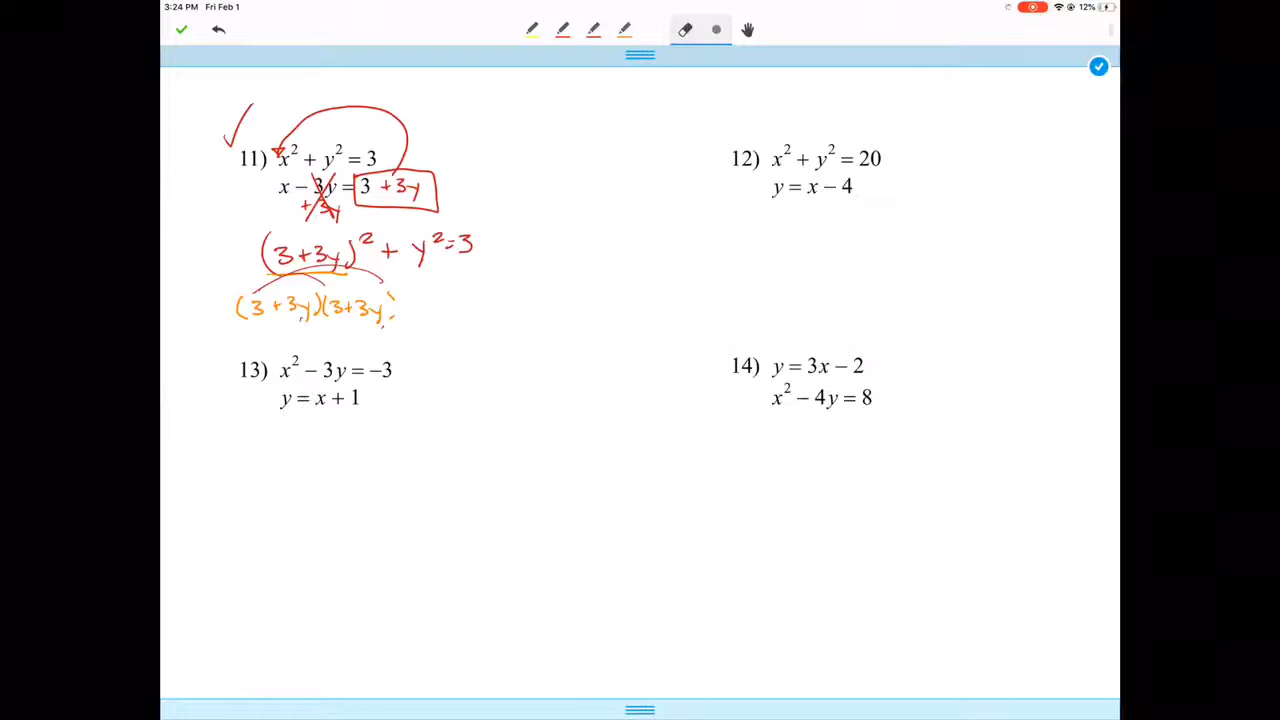 3:24 PM Fri Feb 1
12%
11) x² + y² = 3
x − 3y = 3 + 3y
+ 3y
(3 + 3y)² + y² = 3
(3 + 3y)(3 + 3y)
12) x² + y² = 20
y = x − 4
13) x² − 3y = −3
y = x + 1
14) y = 3x − 2
x² − 4y = 8